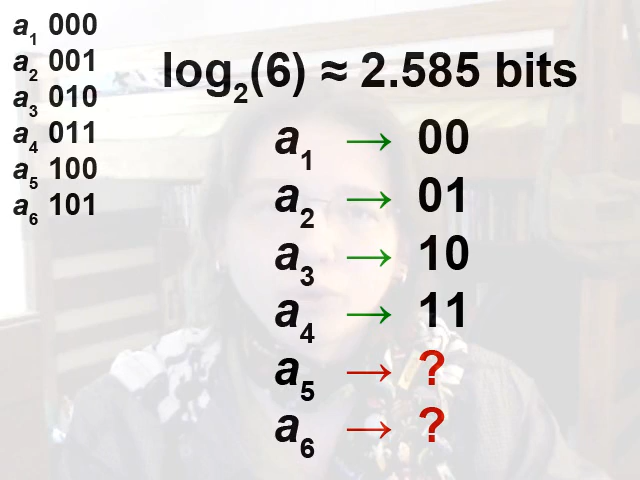 a₁ 000
a₂ 001
a₃ 010
a₄ 011
a₅ 100
a₆ 101
log₂(6) ≈ 2.585 bits
a₁ → 00
a₂ → 01
a₃ → 10
a₄ → 11
a₅ → ?
a₆ → ?